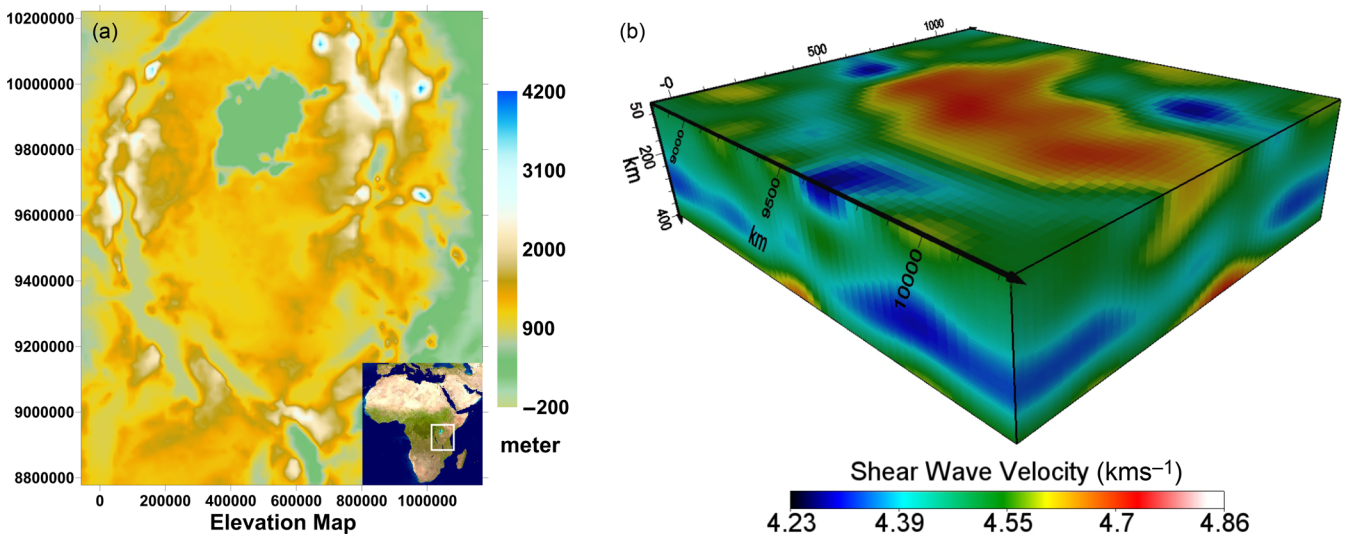 (a)
10200000
10000000
9800000
9600000
9400000
9200000
9000000
8800000
0 200000 400000 600000 800000 1000000
Elevation Map
4200
3100
2000
900
–200
meter
(b)
0
500
1000
50
200
400
km
9000
9500
10000
km
Shear Wave Velocity (kms–1)
4.23 4.39 4.55 4.7 4.86